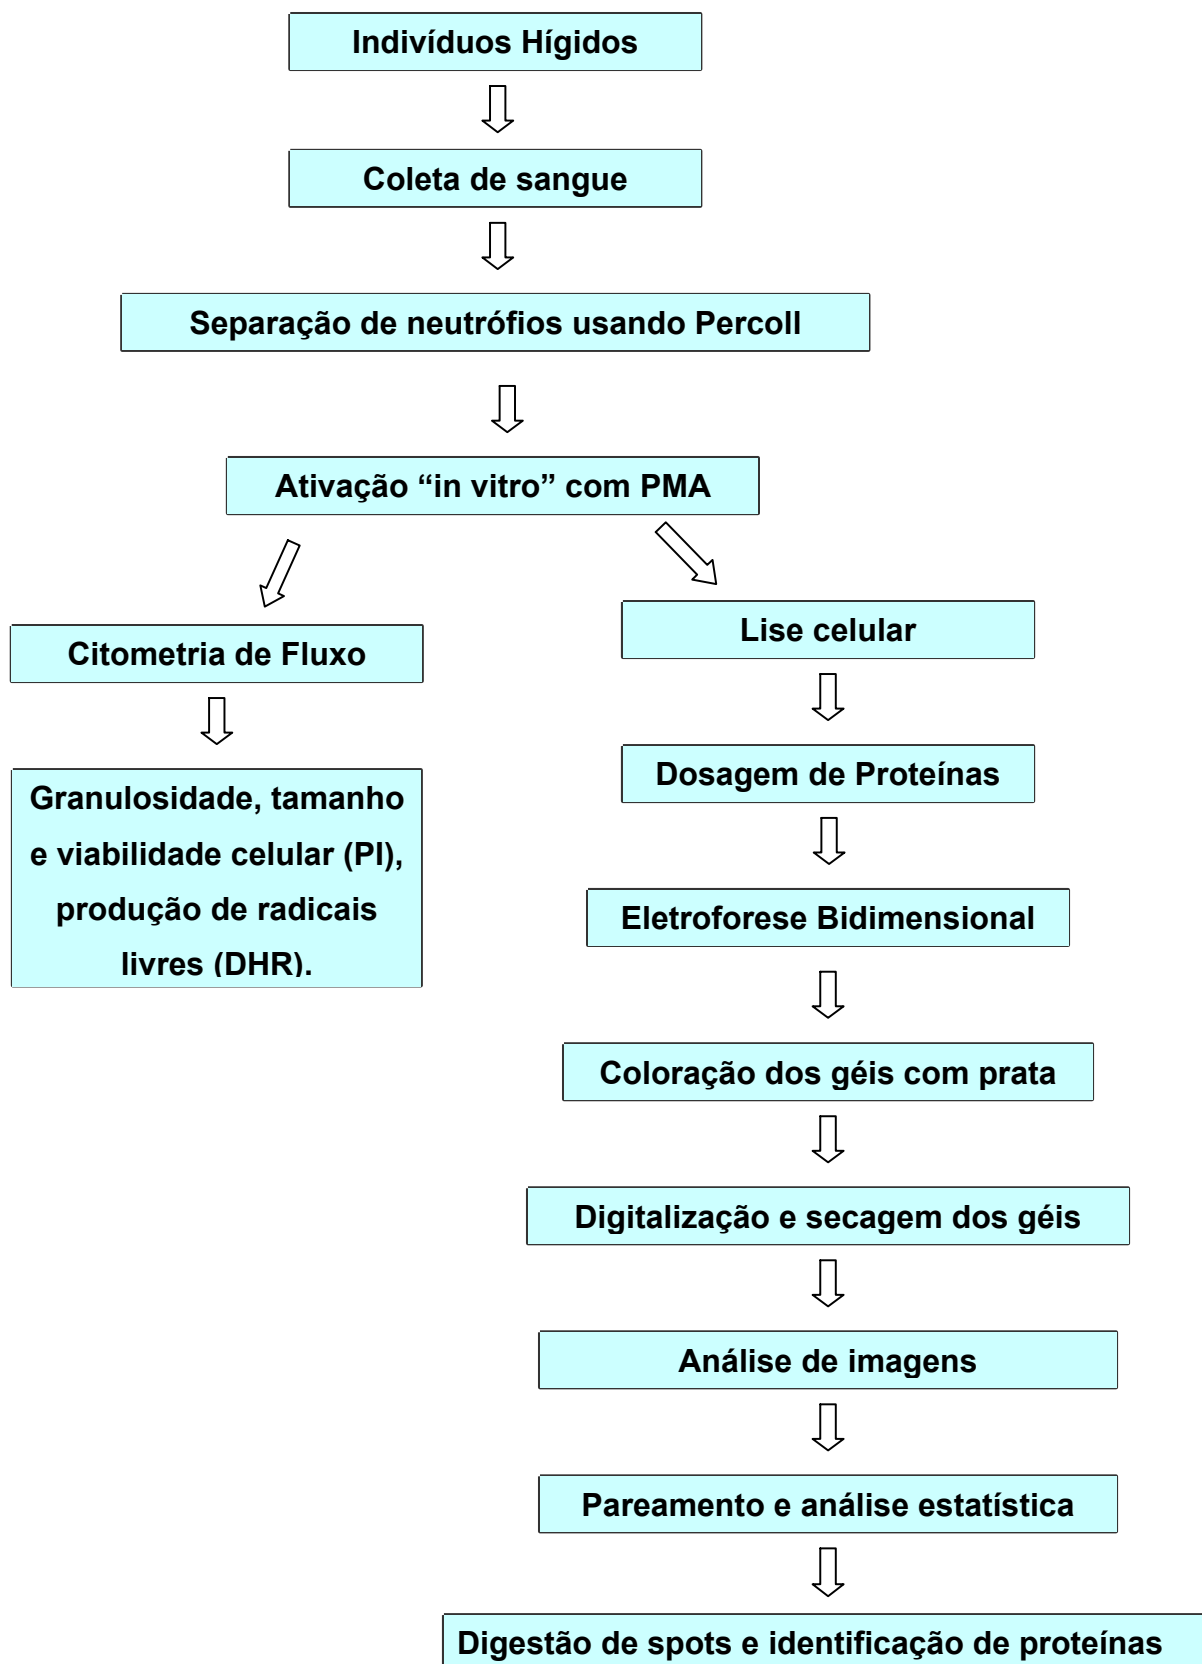 Indivíduos Hígidos
Coleta de sangue
Separação de neutrófios usando Percoll
Ativação “in vitro” com PMA
Citometria de Fluxo
Granulosidade, tamanho
e viabilidade celular (PI),
produção de radicais
livres (DHR).
Lise celular
Dosagem de Proteínas
Eletroforese Bidimensional
Coloração dos géis com prata
Digitalização e secagem dos géis
Análise de imagens
Pareamento e análise estatística
Digestão de spots e identificação de proteínas